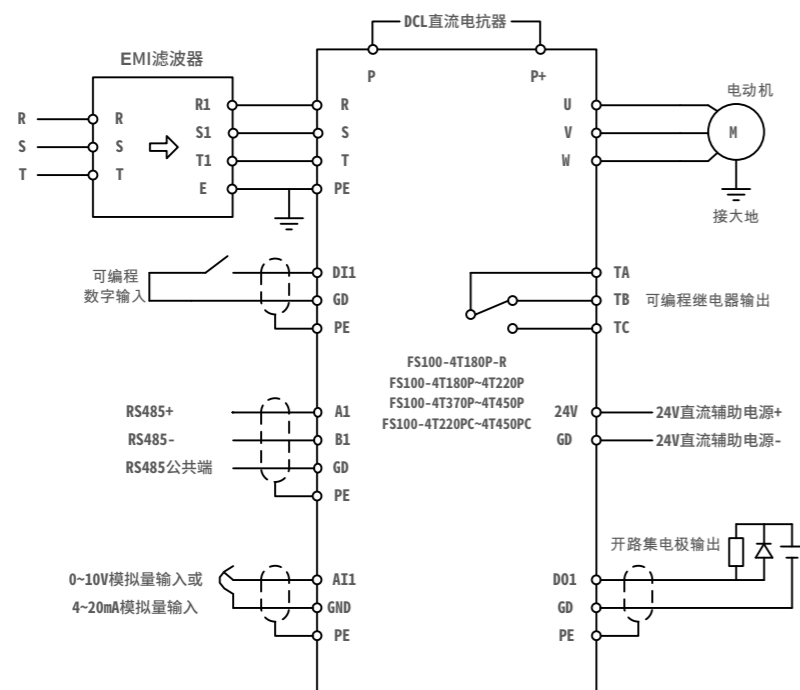 DCL直流电抗器
P
P+
EMI滤波器
R
S
T
R
S
T
R1
S1
T1
E
R
S
T
PE
U
V
W
电动机
M
接大地
可编程
数字输入
DI1
GD
PE
TA
TB
TC
可编程继电器输出
FS100-4T180P-R
FS100-4T180P~4T220P
FS100-4T370P~4T450P
FS100-4T220PC~4T450PC
RS485+
RS485-
RS485公共端
A1
B1
GD
PE
24V
GD
24V直流辅助电源+
24V直流辅助电源-
0~10V模拟量输入或
4~20mA模拟量输入
AI1
GND
PE
开路集电极输出
DO1
GD
PE